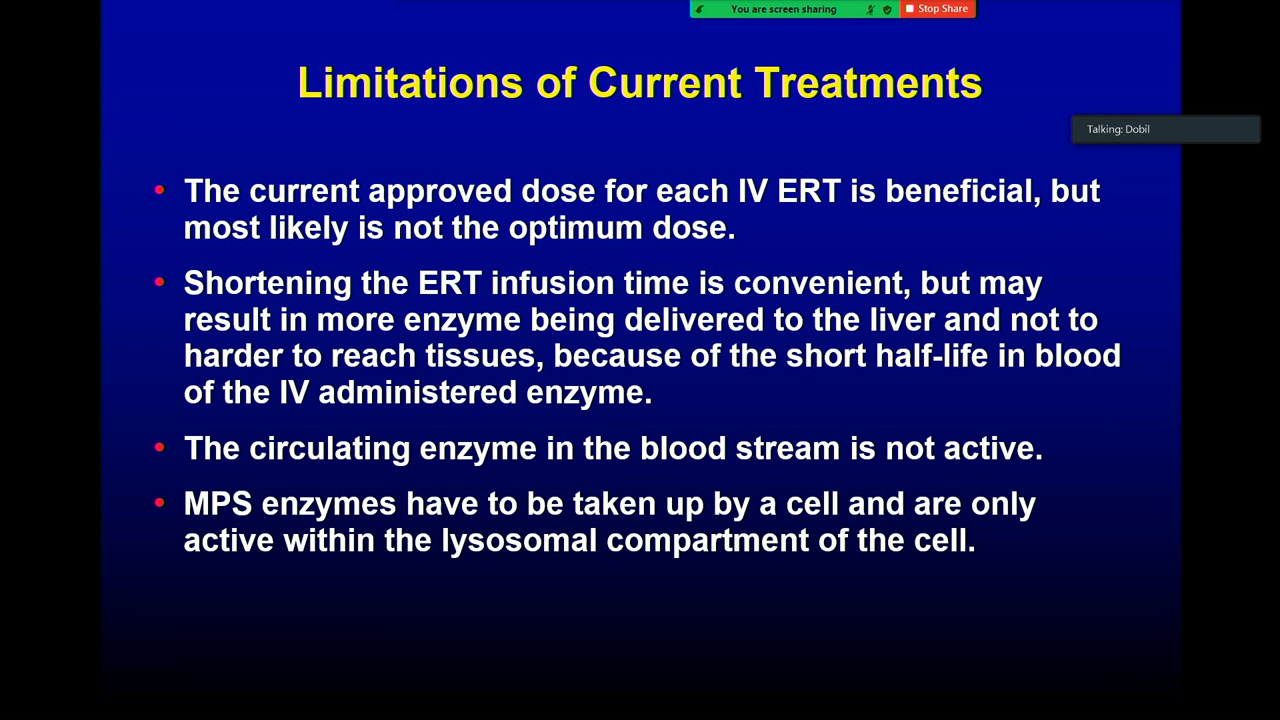 You are screen sharing
Stop Share
Limitations of Current Treatments
Talking: Dobil
• The current approved dose for each IV ERT is beneficial, but
most likely is not the optimum dose.
• Shortening the ERT infusion time is convenient, but may
result in more enzyme being delivered to the liver and not to
harder to reach tissues, because of the short half-life in blood
of the IV administered enzyme.
• The circulating enzyme in the blood stream is not active.
• MPS enzymes have to be taken up by a cell and are only
active within the lysosomal compartment of the cell.